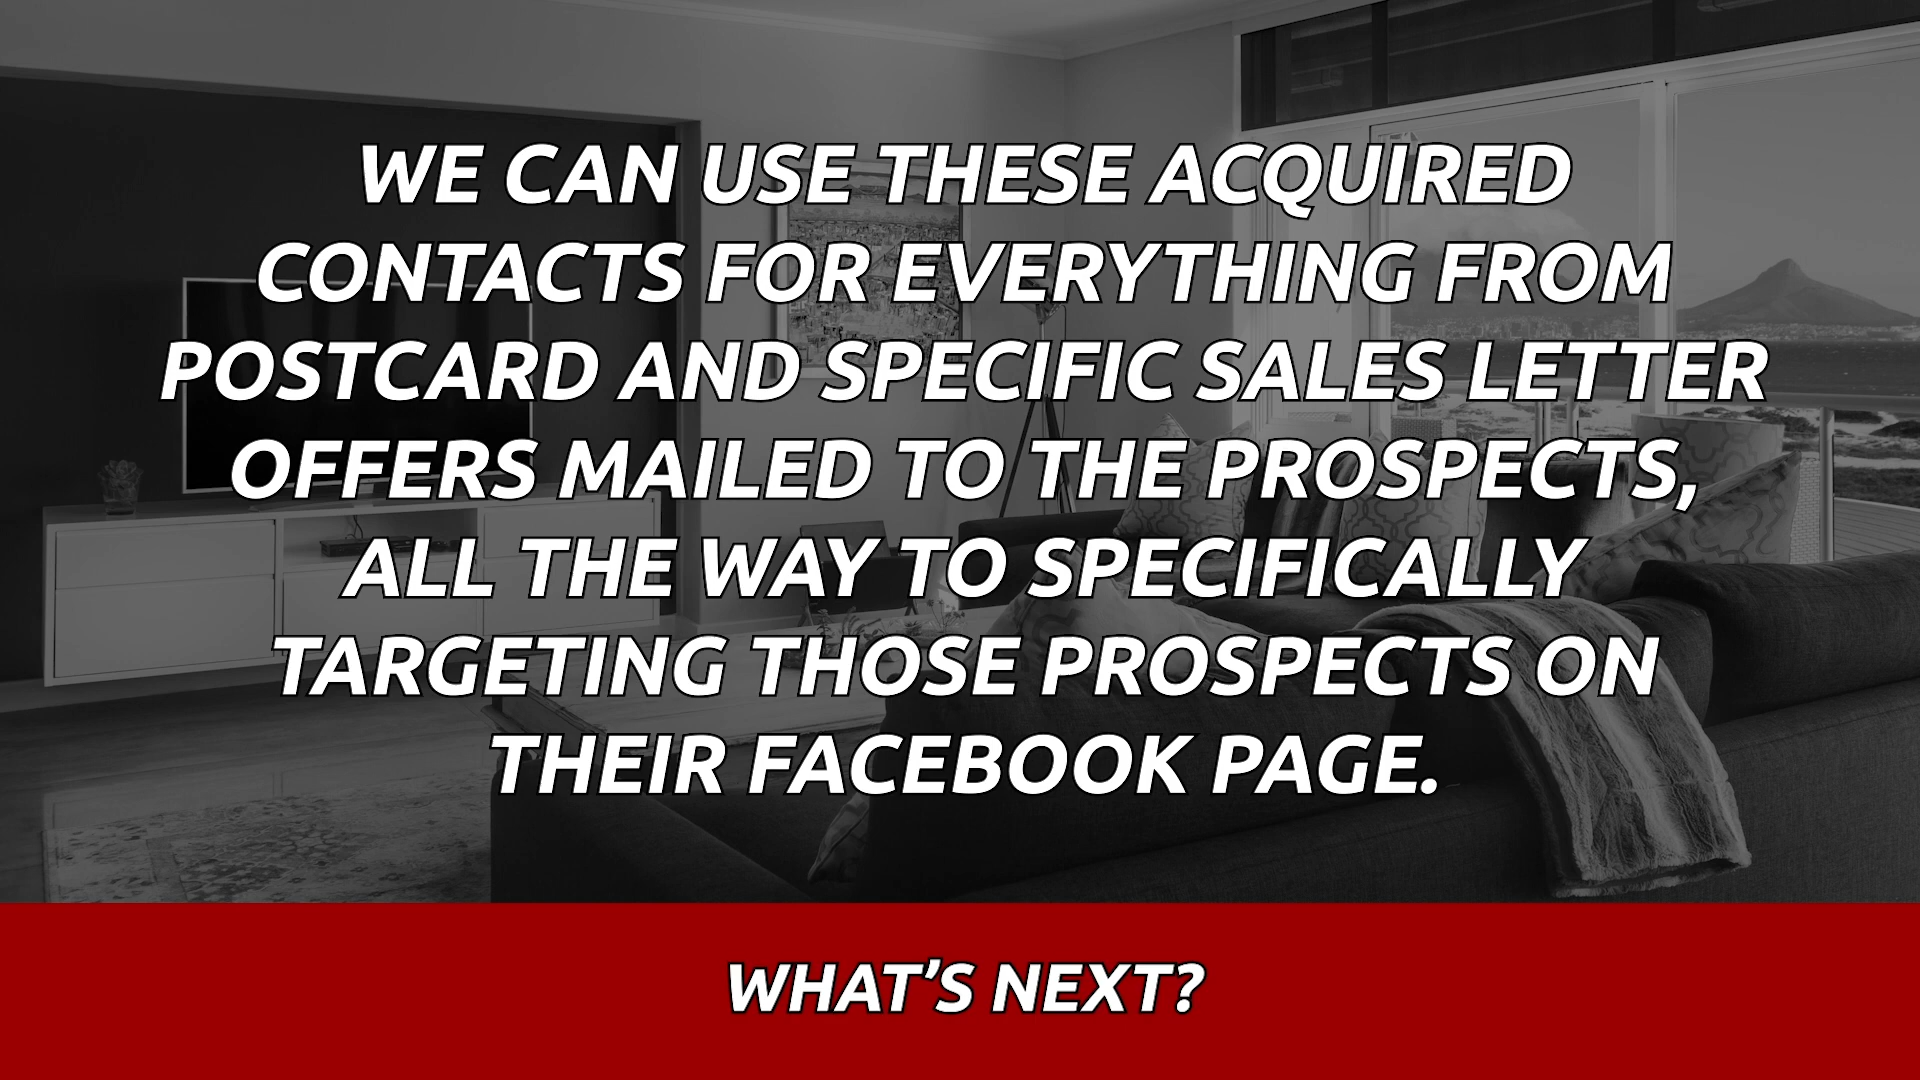 WE CAN USE THESE ACQUIRED
CONTACTS FOR EVERYTHING FROM
POSTCARD AND SPECIFIC SALES LETTER
OFFERS MAILED TO THE PROSPECTS,
ALL THE WAY TO SPECIFICALLY
TARGETING THOSE PROSPECTS ON
THEIR FACEBOOK PAGE.
WHAT’S NEXT?